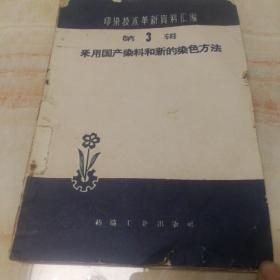 印染技术革新资料汇编
第3辑
采用国产染料和新的染色方法
纺织工业出版社